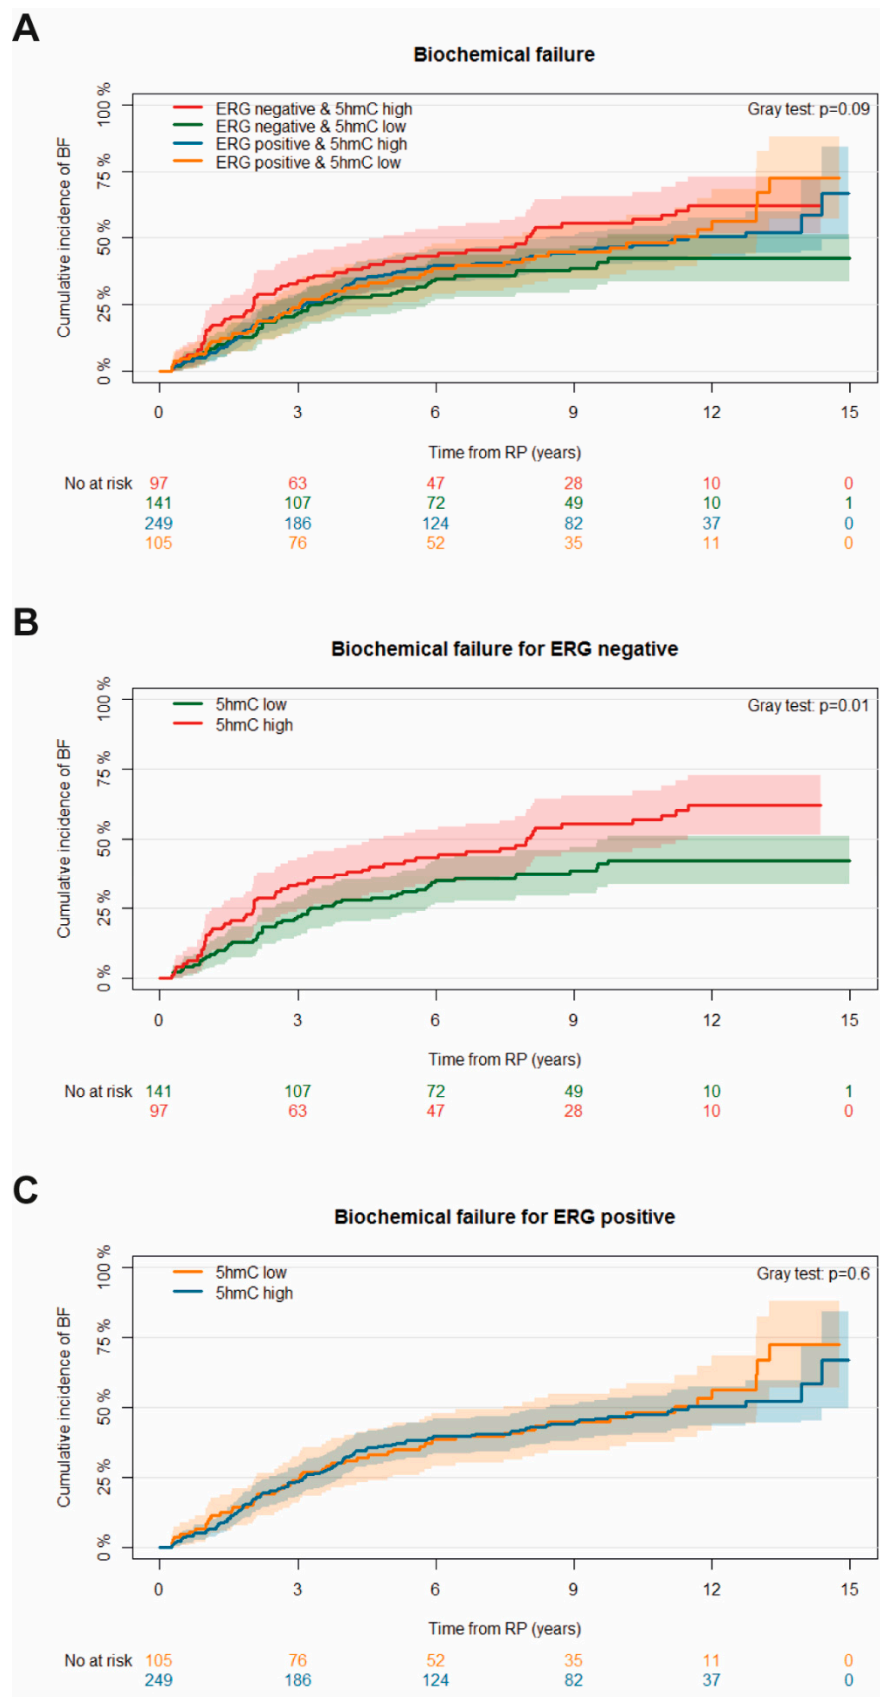 A
Biochemical failure
ERG negative & 5hmC high
ERG negative & 5hmC low
ERG positive & 5hmC high
ERG positive & 5hmC low
Gray test: p=0.09
Cumulative incidence of BF
100 %
75 %
50 %
25 %
0 %
0 3 6 9 12 15
Time from RP (years)
No at risk 97 63 47 28 10 0
141 107 72 49 10 1
249 186 124 82 37 0
105 76 52 35 11 0
B
Biochemical failure for ERG negative
5hmC low
5hmC high
Gray test: p=0.01
Cumulative incidence of BF
100 %
75 %
50 %
25 %
0 %
0 3 6 9 12 15
Time from RP (years)
No at risk 141 107 72 49 10 1
97 63 47 28 10 0
C
Biochemical failure for ERG positive
5hmC low
5hmC high
Gray test: p=0.6
Cumulative incidence of BF
100 %
75 %
50 %
25 %
0 %
0 3 6 9 12 15
Time from RP (years)
No at risk 105 76 52 35 11 0
249 186 124 82 37 0